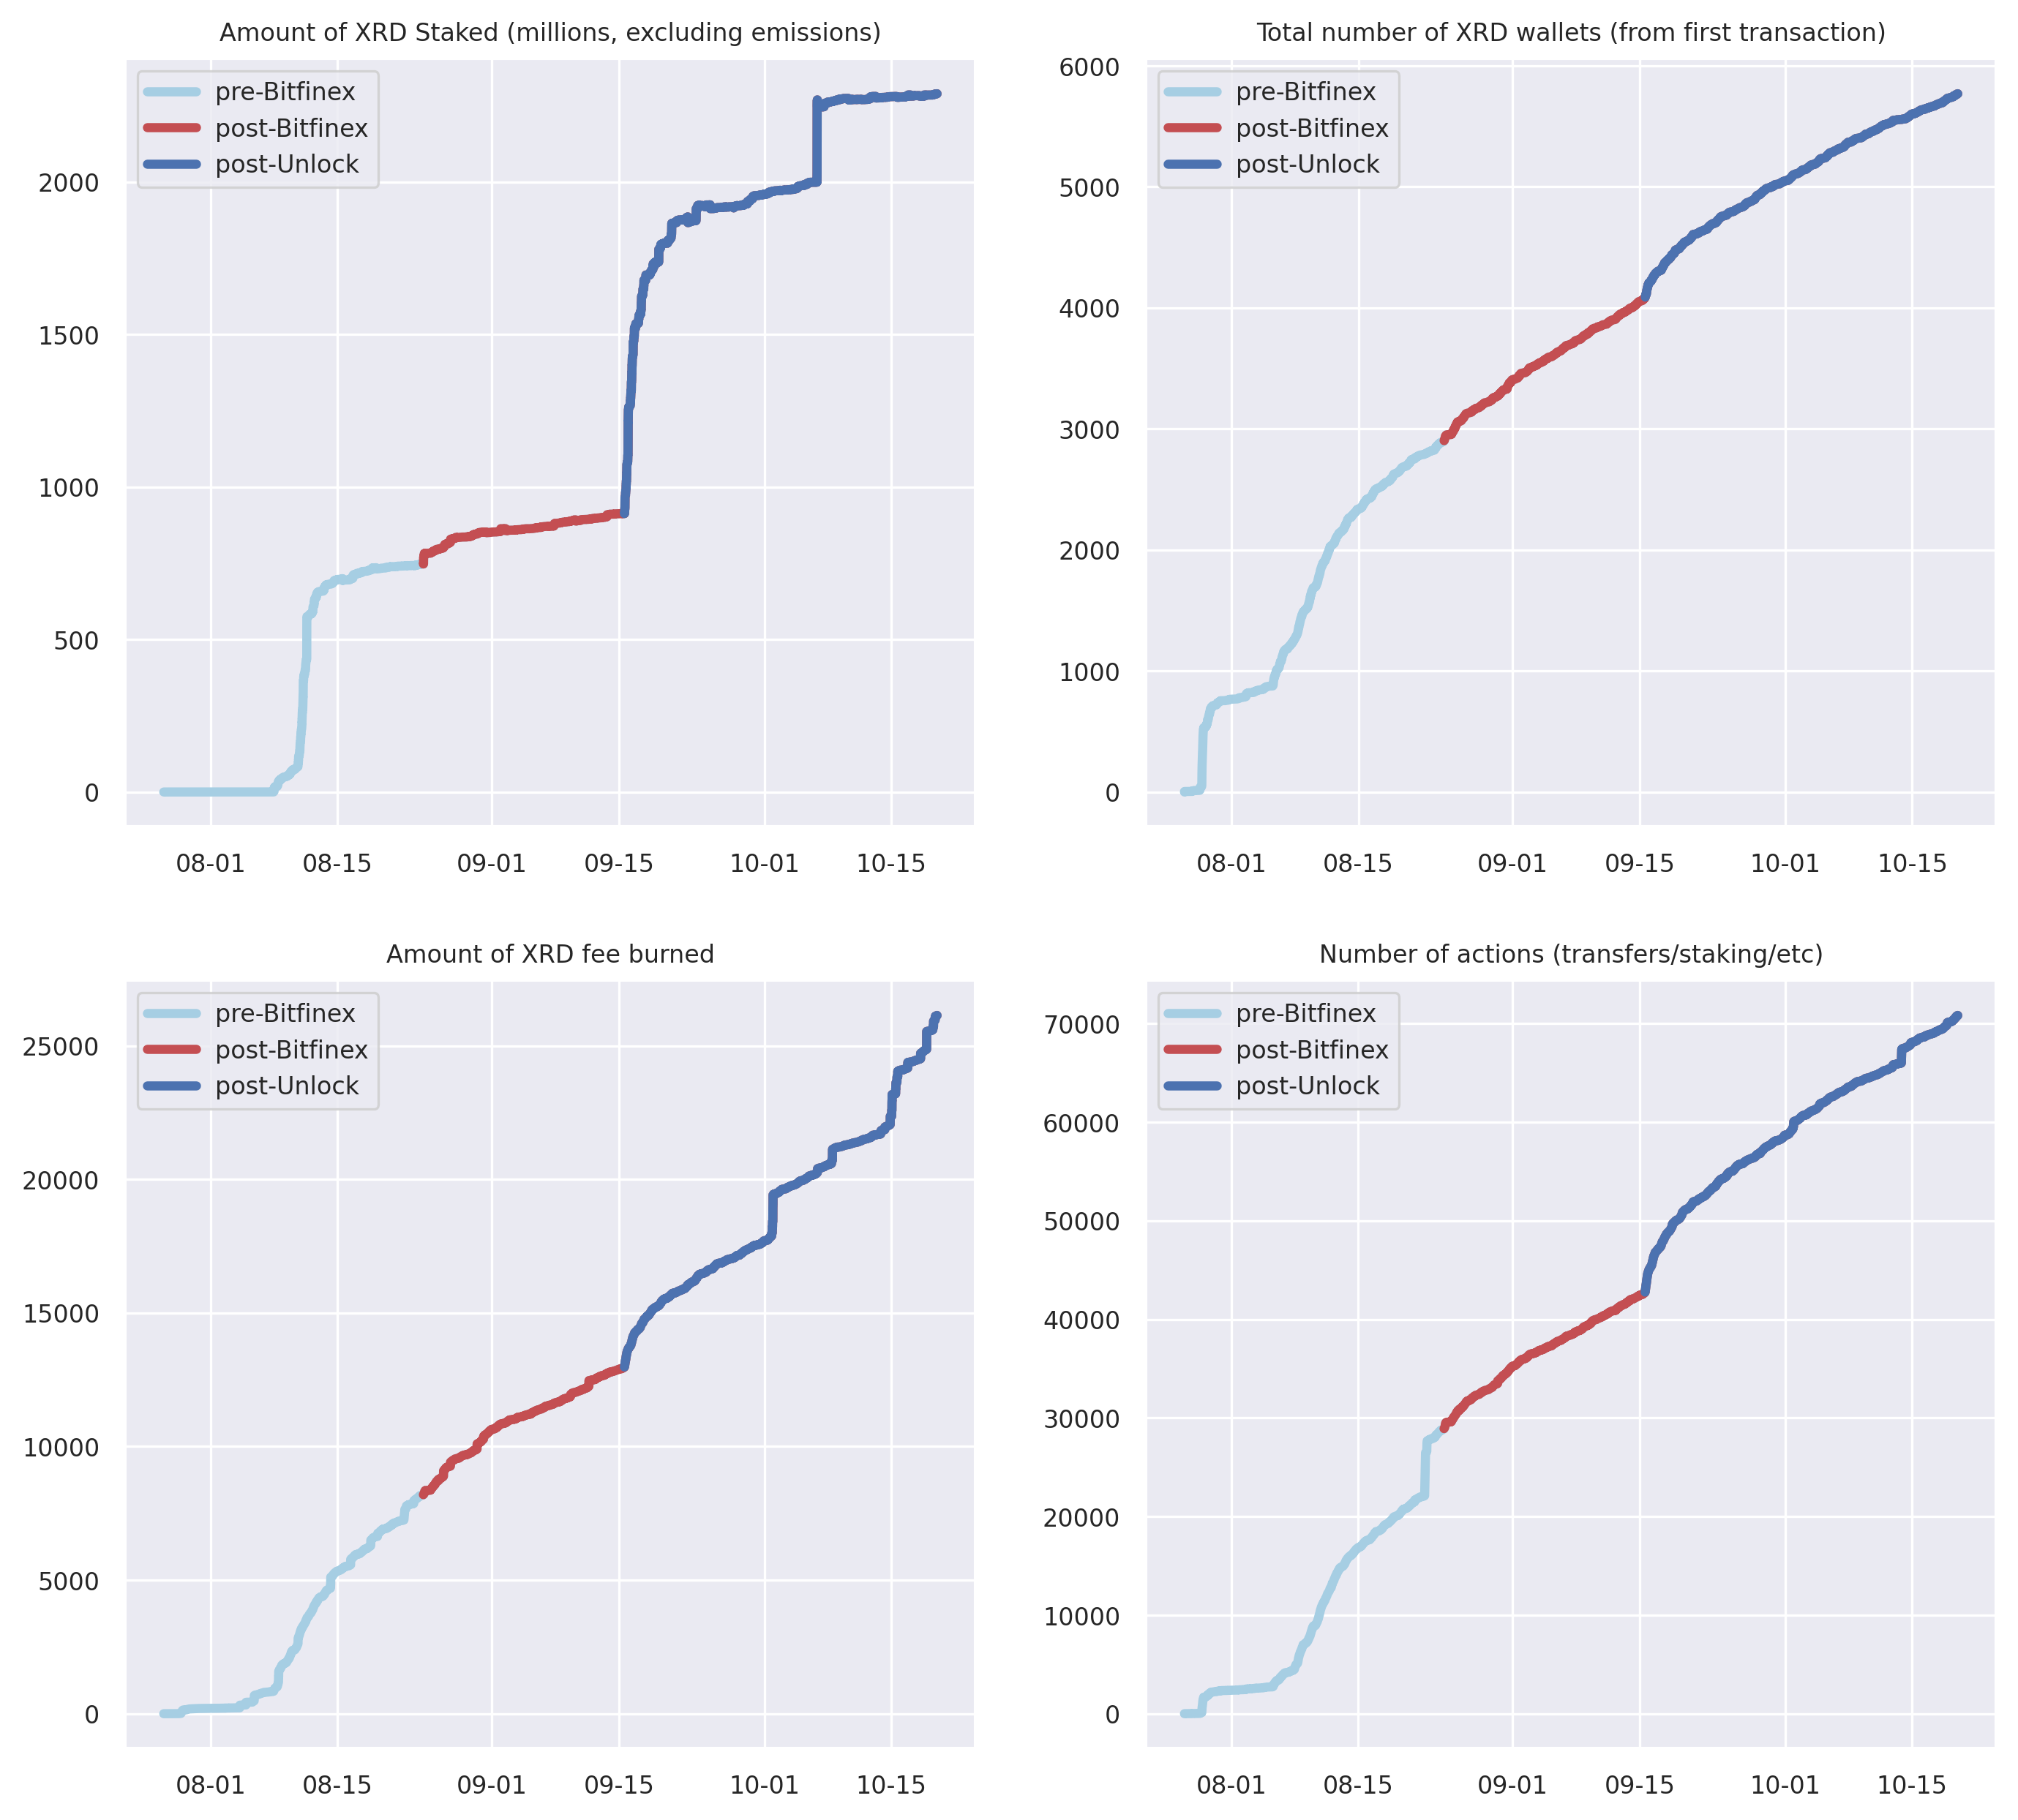 Amount of XRD Staked (millions, excluding emissions)
pre-Bitfinex
post-Bitfinex
post-Unlock
2000
1500
1000
500
0
08-01 08-15 09-01 09-15 10-01 10-15
Total number of XRD wallets (from first transaction)
pre-Bitfinex
post-Bitfinex
post-Unlock
6000
5000
4000
3000
2000
1000
0
08-01 08-15 09-01 09-15 10-01 10-15
Amount of XRD fee burned
pre-Bitfinex
post-Bitfinex
post-Unlock
25000
20000
15000
10000
5000
0
08-01 08-15 09-01 09-15 10-01 10-15
Number of actions (transfers/staking/etc)
pre-Bitfinex
post-Bitfinex
post-Unlock
70000
60000
50000
40000
30000
20000
10000
0
08-01 08-15 09-01 09-15 10-01 10-15